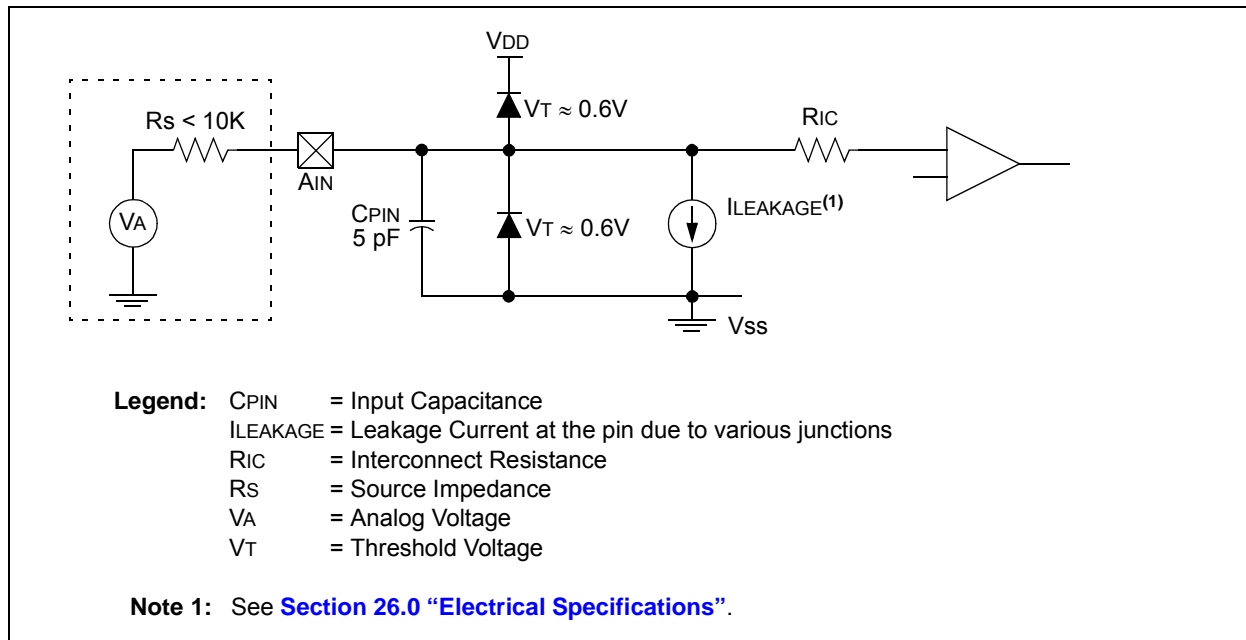 VDD
VT ≈ 0.6V
RIC
Rs < 10K
AIN
CPIN
5 pF
VA
VT ≈ 0.6V
ILEAKAGE(1)
Vss
Legend: CPIN = Input Capacitance
ILEAKAGE = Leakage Current at the pin due to various junctions
RIC = Interconnect Resistance
RS = Source Impedance
VA = Analog Voltage
VT = Threshold Voltage
Note 1: See Section 26.0 “Electrical Specifications”.